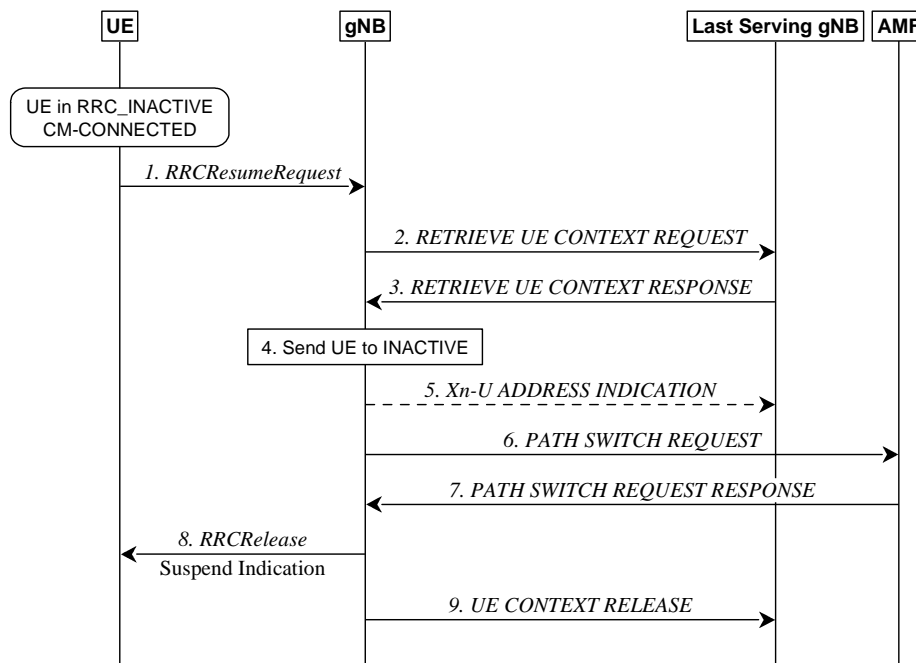 UE
gNB
Last Serving gNB
AMF
UE in RRC_INACTIVE
CM-CONNECTED
1. RRCResumeRequest
2. RETRIEVE UE CONTEXT REQUEST
3. RETRIEVE UE CONTEXT RESPONSE
4. Send UE to INACTIVE
5. Xn-U ADDRESS INDICATION
6. PATH SWITCH REQUEST
7. PATH SWITCH REQUEST RESPONSE
8. RRCRelease
Suspend Indication
9. UE CONTEXT RELEASE